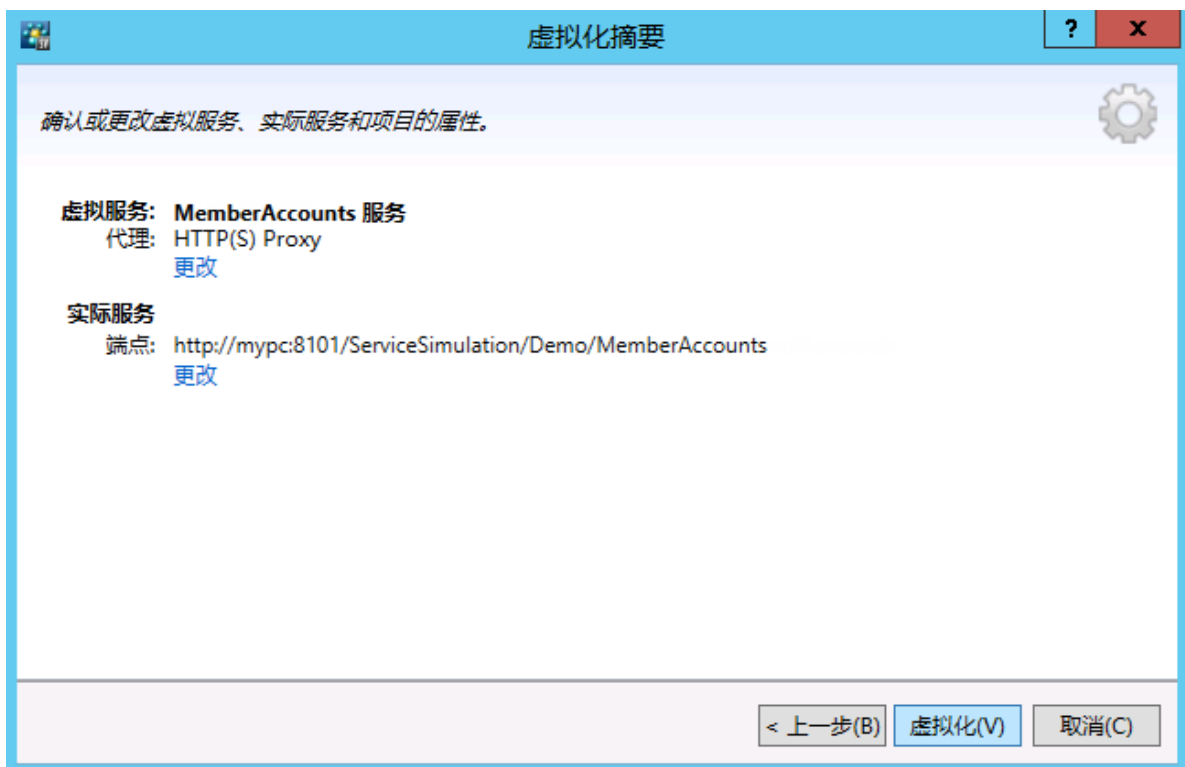 虚拟化摘要
? x
确认或更改虚拟服务、实际服务和项目的属性。
虚拟服务: MemberAccounts 服务
代理: HTTP(S) Proxy
更改
实际服务
端点: http://mypc:8101/ServiceSimulation/Demo/MemberAccounts
更改
< 上一步(B) 虚拟化(V) 取消(C)